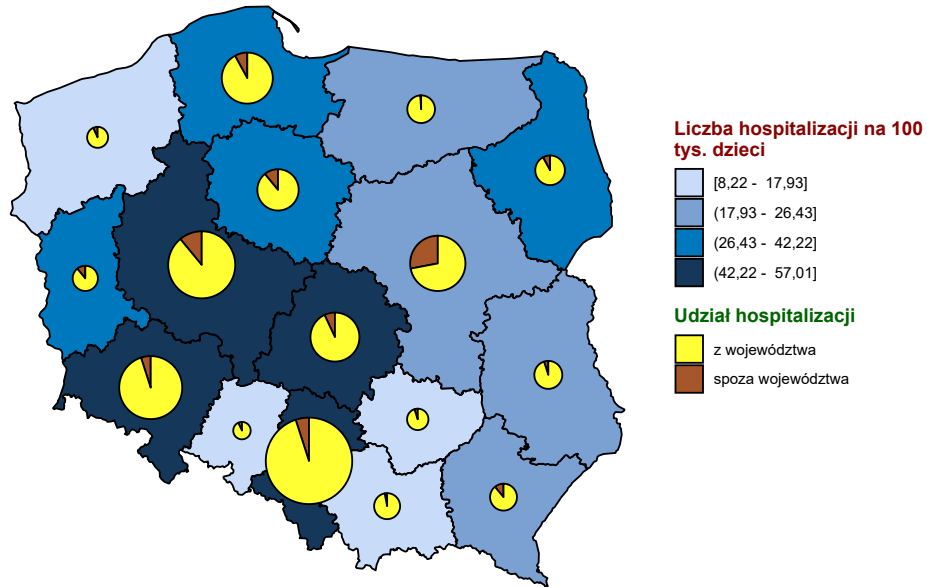 Liczba hospitalizacji na 100
tys. dzieci
[8,22 - 17,93]
(17,93 - 26,43]
(26,43 - 42,22]
(42,22 - 57,01]
Udział hospitalizacji
z województwa
spoza województwa